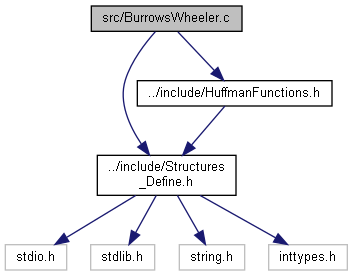 src/BurrowsWheeler.c
../include/HuffmanFunctions.h
../include/Structures
_Define.h
stdio.h
stdlib.h
string.h
inttypes.h